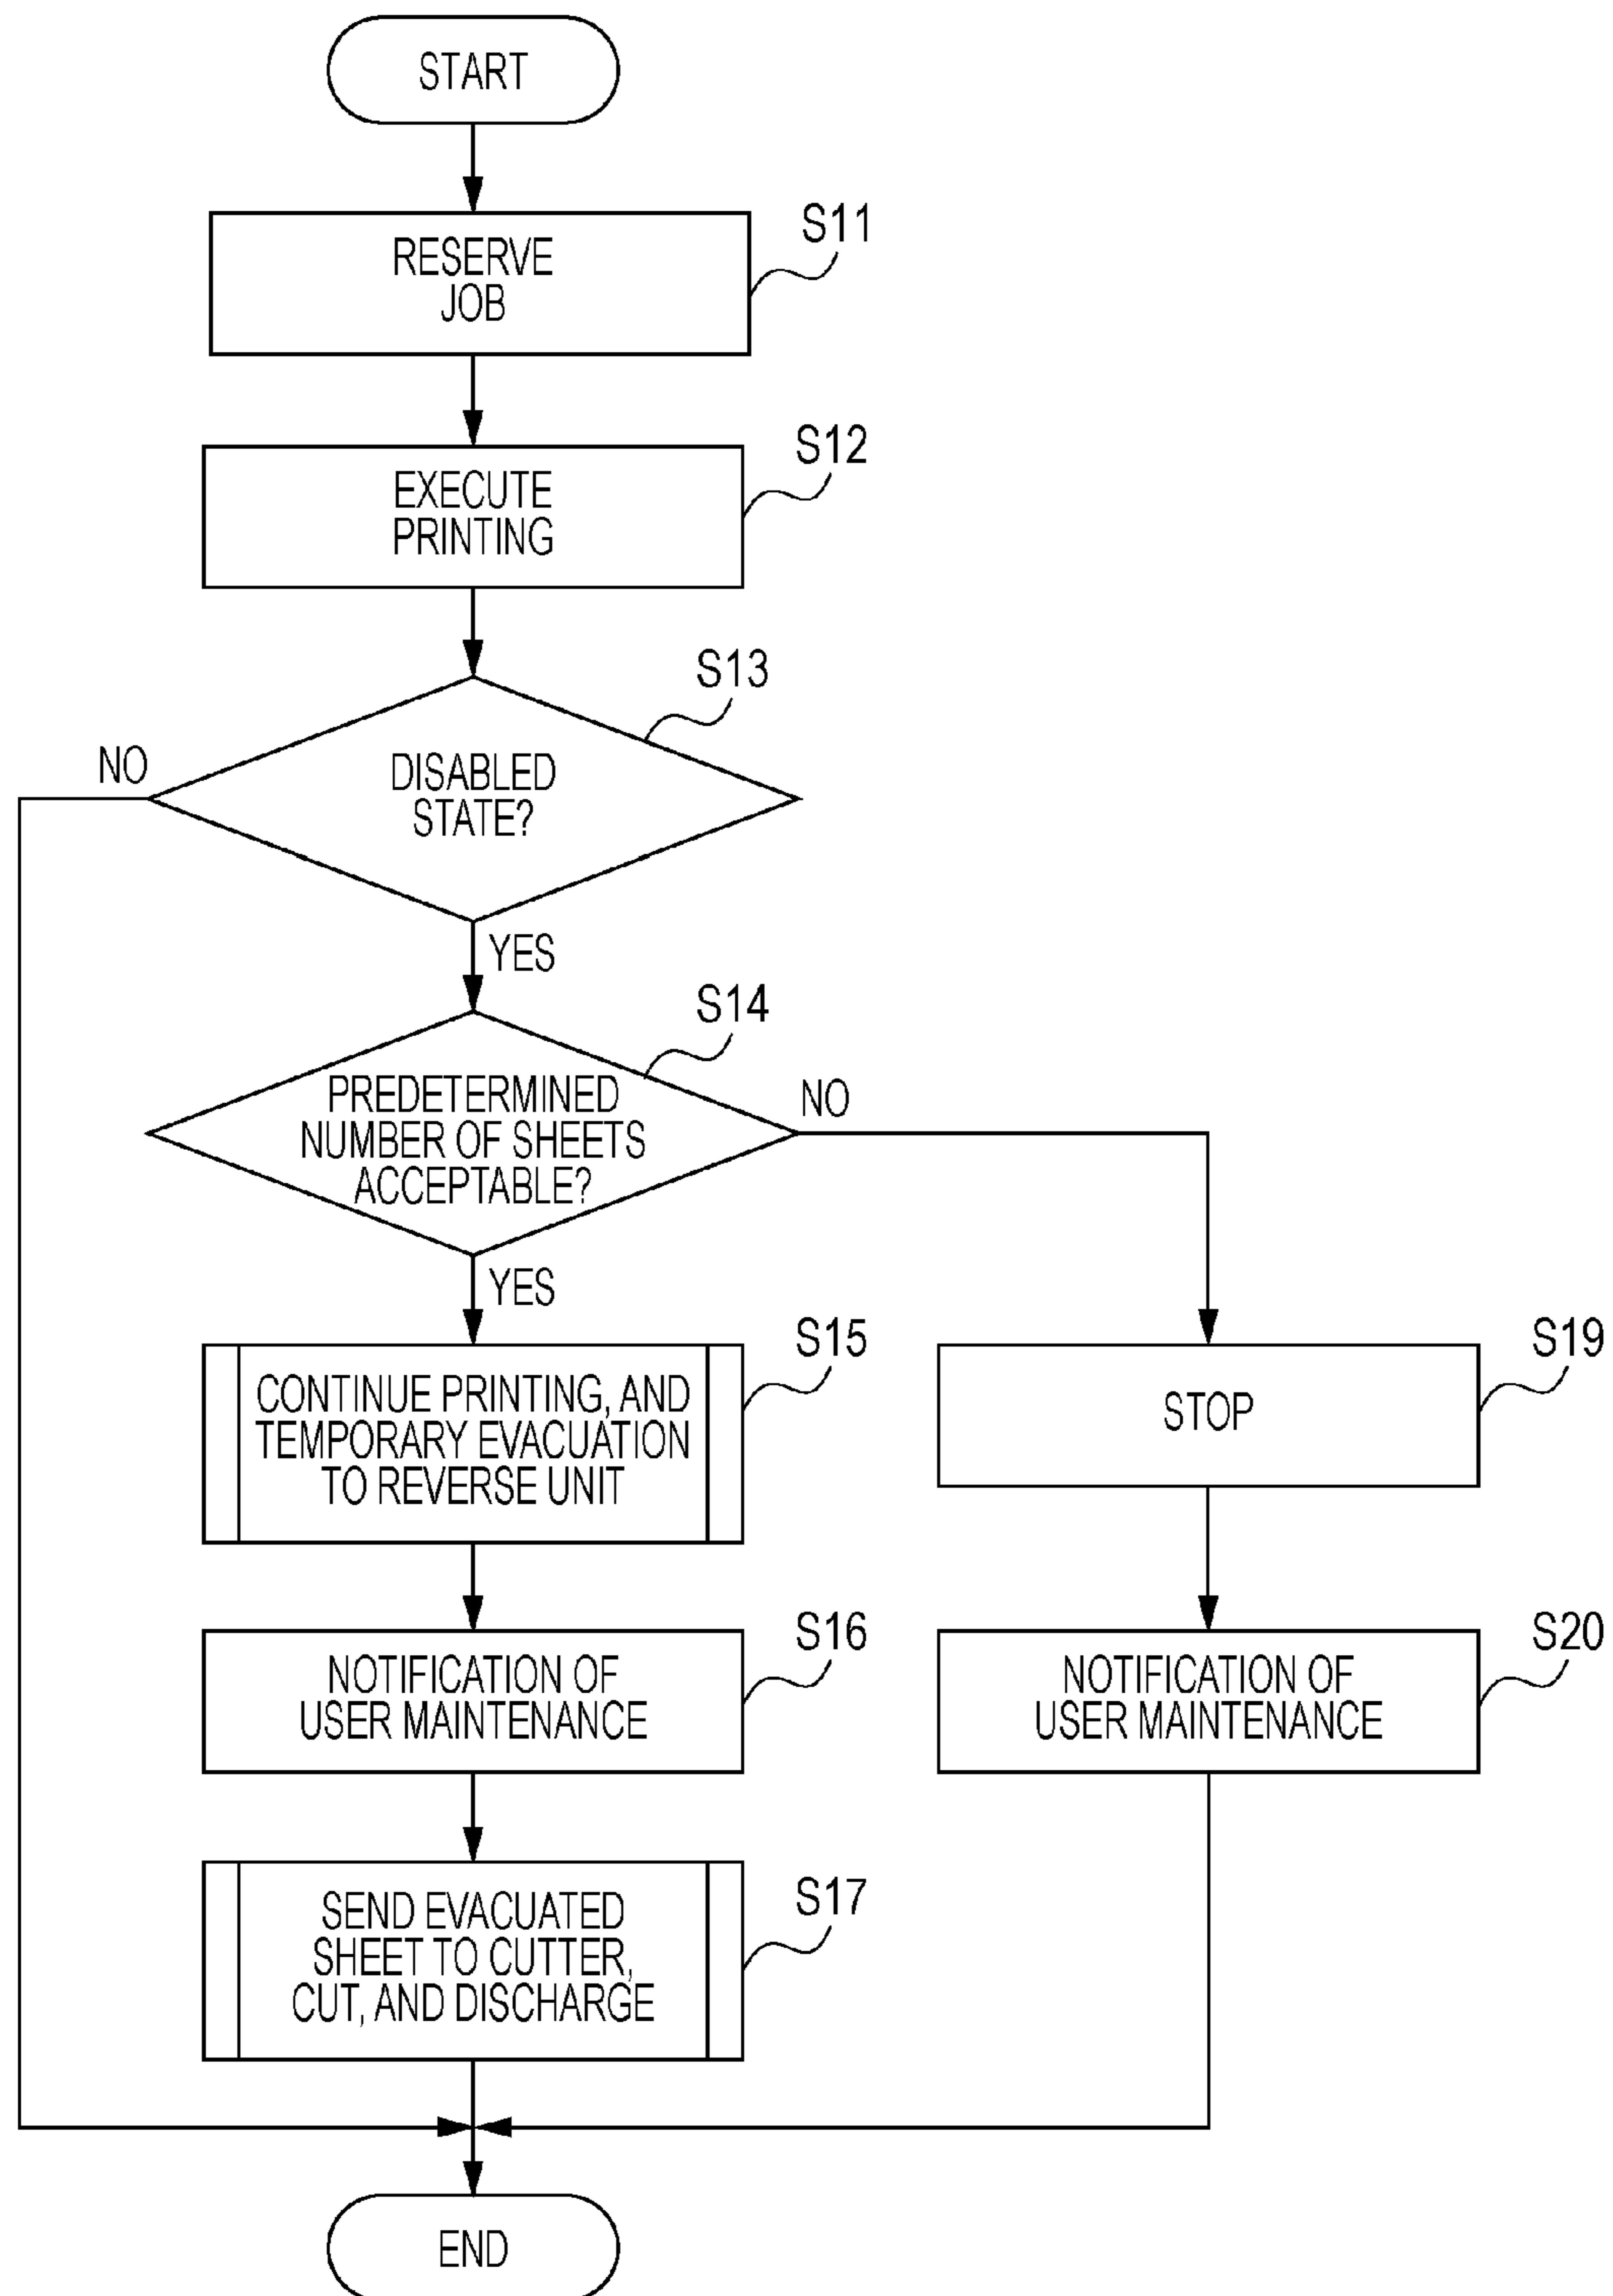 START
S11
RESERVE
JOB
S12
EXECUTE
PRINTING
S13
NO
DISABLED
STATE?
YES
S14
PREDETERMINED
NUMBER OF SHEETS
ACCEPTABLE?
NO
YES
S15
CONTINUE PRINTING, AND
TEMPORARY EVACUATION
TO REVERSE UNIT
S19
STOP
S16
NOTIFICATION OF
USER MAINTENANCE
S20
NOTIFICATION OF
USER MAINTENANCE
S17
SEND EVACUATED
SHEET TO CUTTER,
CUT, AND DISCHARGE
END